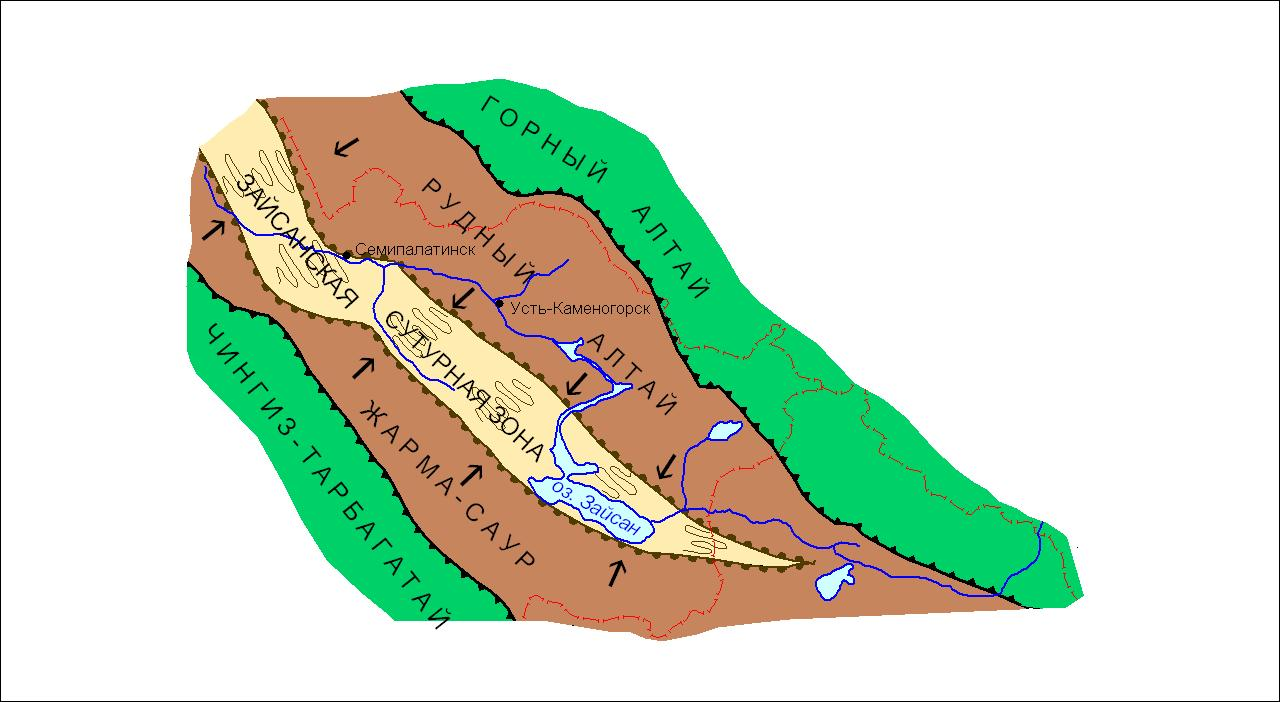 ГОРНЫЙ АЛТАЙ
РУДНЫЙ АЛТАЙ
ЗАЙСАНСКАЯ
СУТУРНАЯ ЗОНА
Семипалатинск
Усть-Каменогорск
ЧИНГИЗ-ТАРБАГАТАЙ
ЖАРМА-САУР
оз. Зайсан